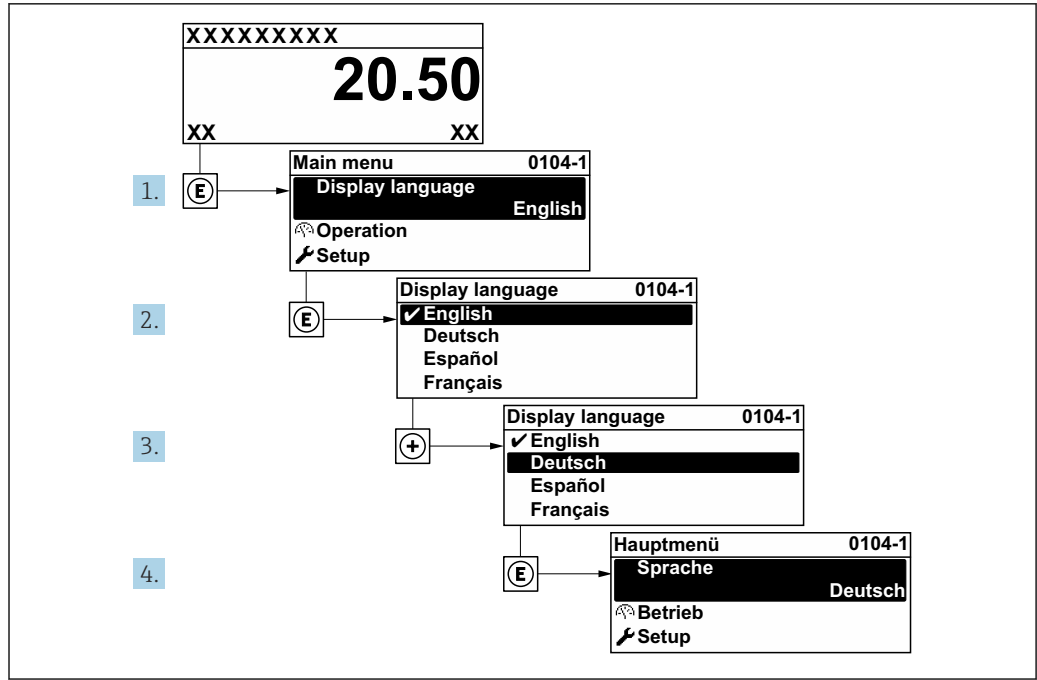 XXXXXXXXX
20.50
XX XX
1. E
Main menu 0104-1
Display language
English
Operation
Setup
2. E
Display language 0104-1
✔English
Deutsch
Español
Français
3. +
Display language 0104-1
✔English
Deutsch
Español
Français
4. E
Hauptmenü 0104-1
Sprache
Deutsch
Betrieb
Setup